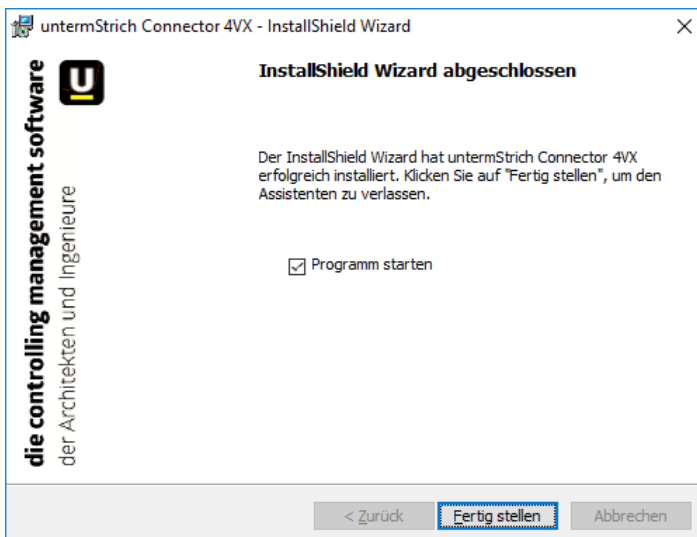 untermStrich Connector 4VX - InstallShield Wizard
die controlling management software
der Architekten und Ingenieure
U
InstallShield Wizard abgeschlossen
Der InstallShield Wizard hat untermStrich Connector 4VX
erfolgreich installiert. Klicken Sie auf "Fertig stellen", um den
Assistenten zu verlassen.
Programm starten
< Zurück
Fertig stellen
Abbrechen